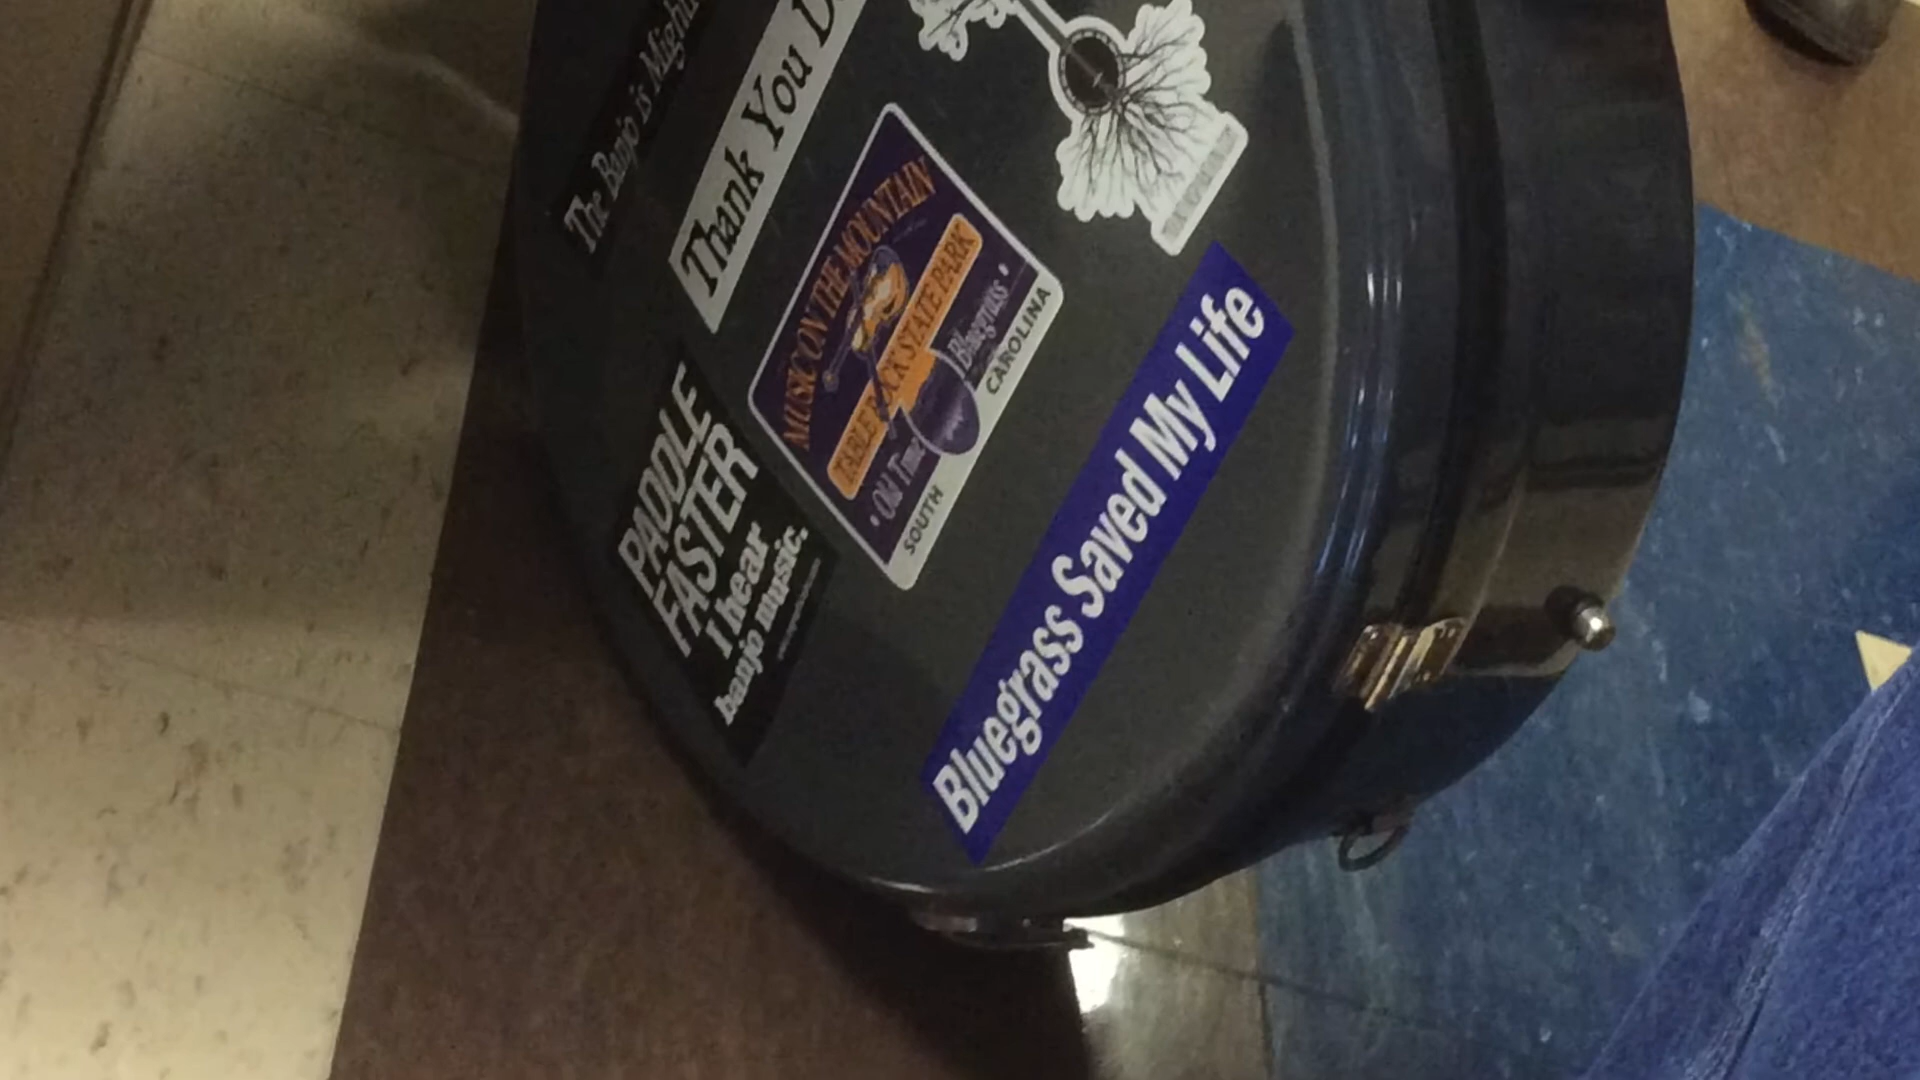 The Banjo is
Thank You
MUSIC ON THE MOUNTAIN
TABLE ROCK STATE PARK
• Old Time
Bluegrass •
SOUTH CAROLINA
PADDLE
FASTER
I hear
banjo music.
Bluegrass Saved My Life